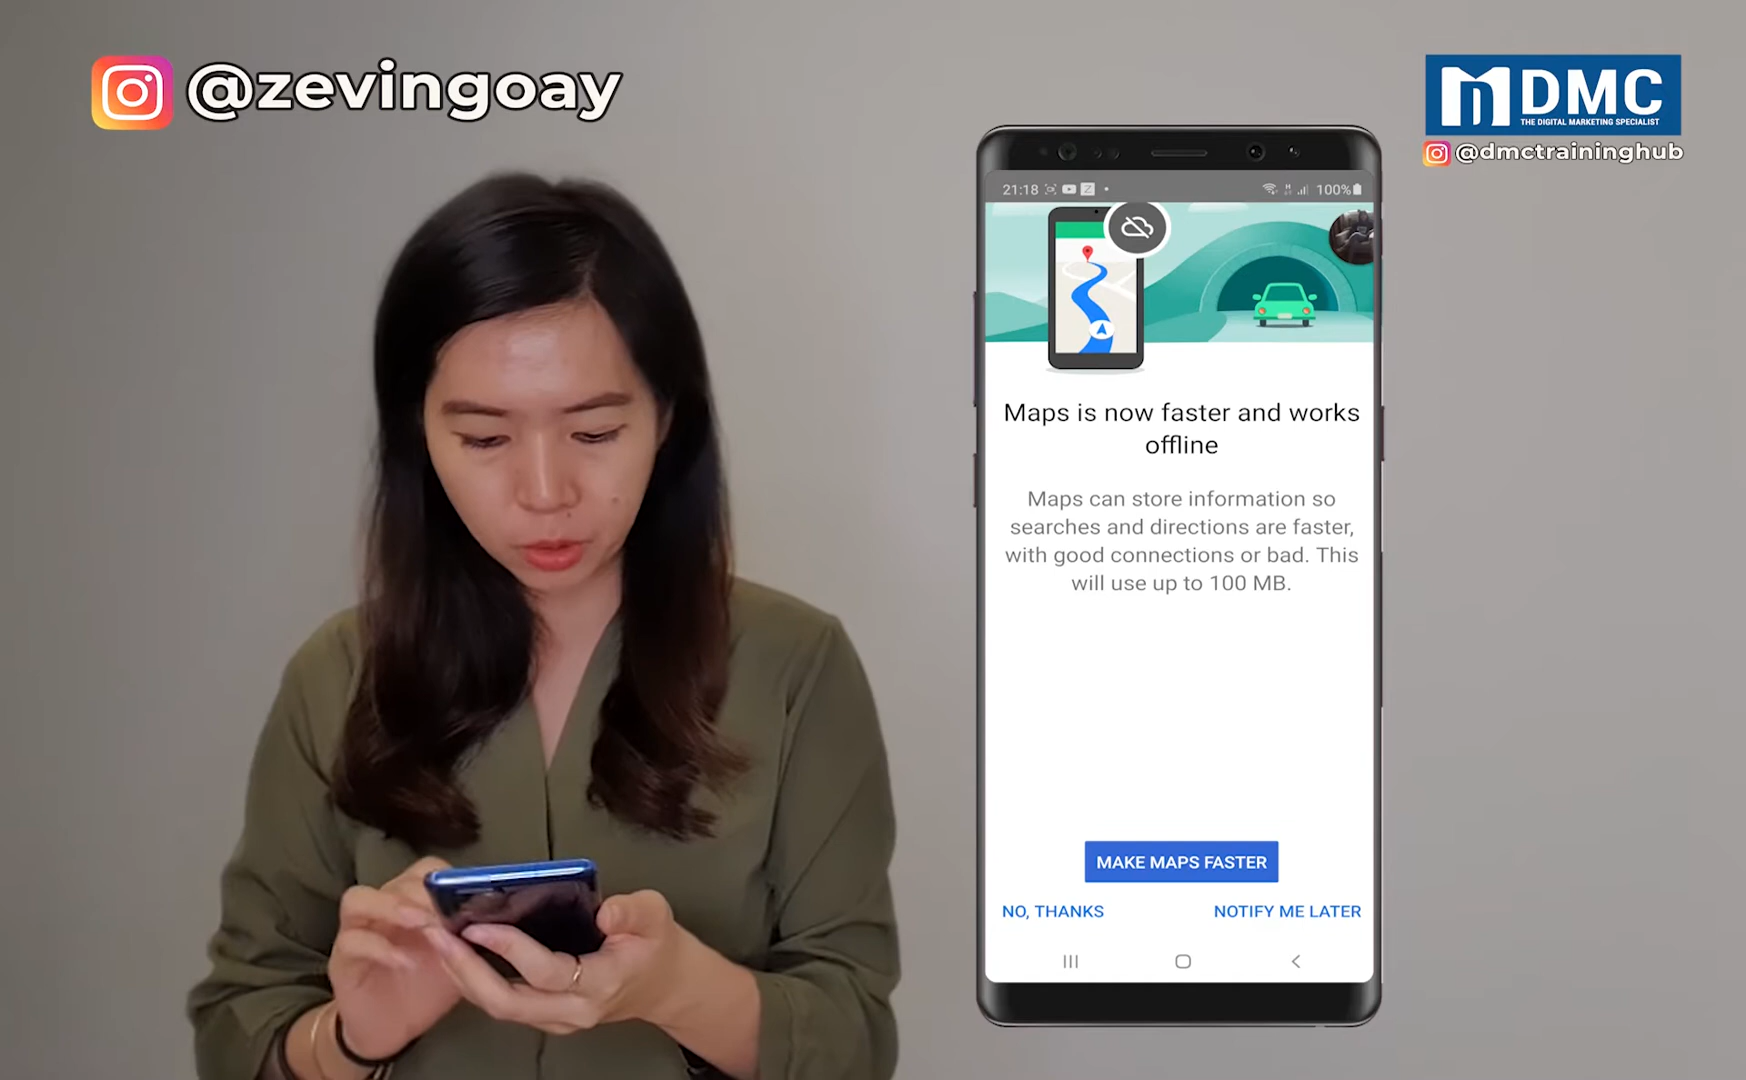 @zevingoay
DMC
THE DIGITAL MARKETING SPECIALIST
@dmctraininghub
21:18
100%
Maps is now faster and works
offline
Maps can store information so
searches and directions are faster,
with good connections or bad. This
will use up to 100 MB.
MAKE MAPS FASTER
NO, THANKS
NOTIFY ME LATER